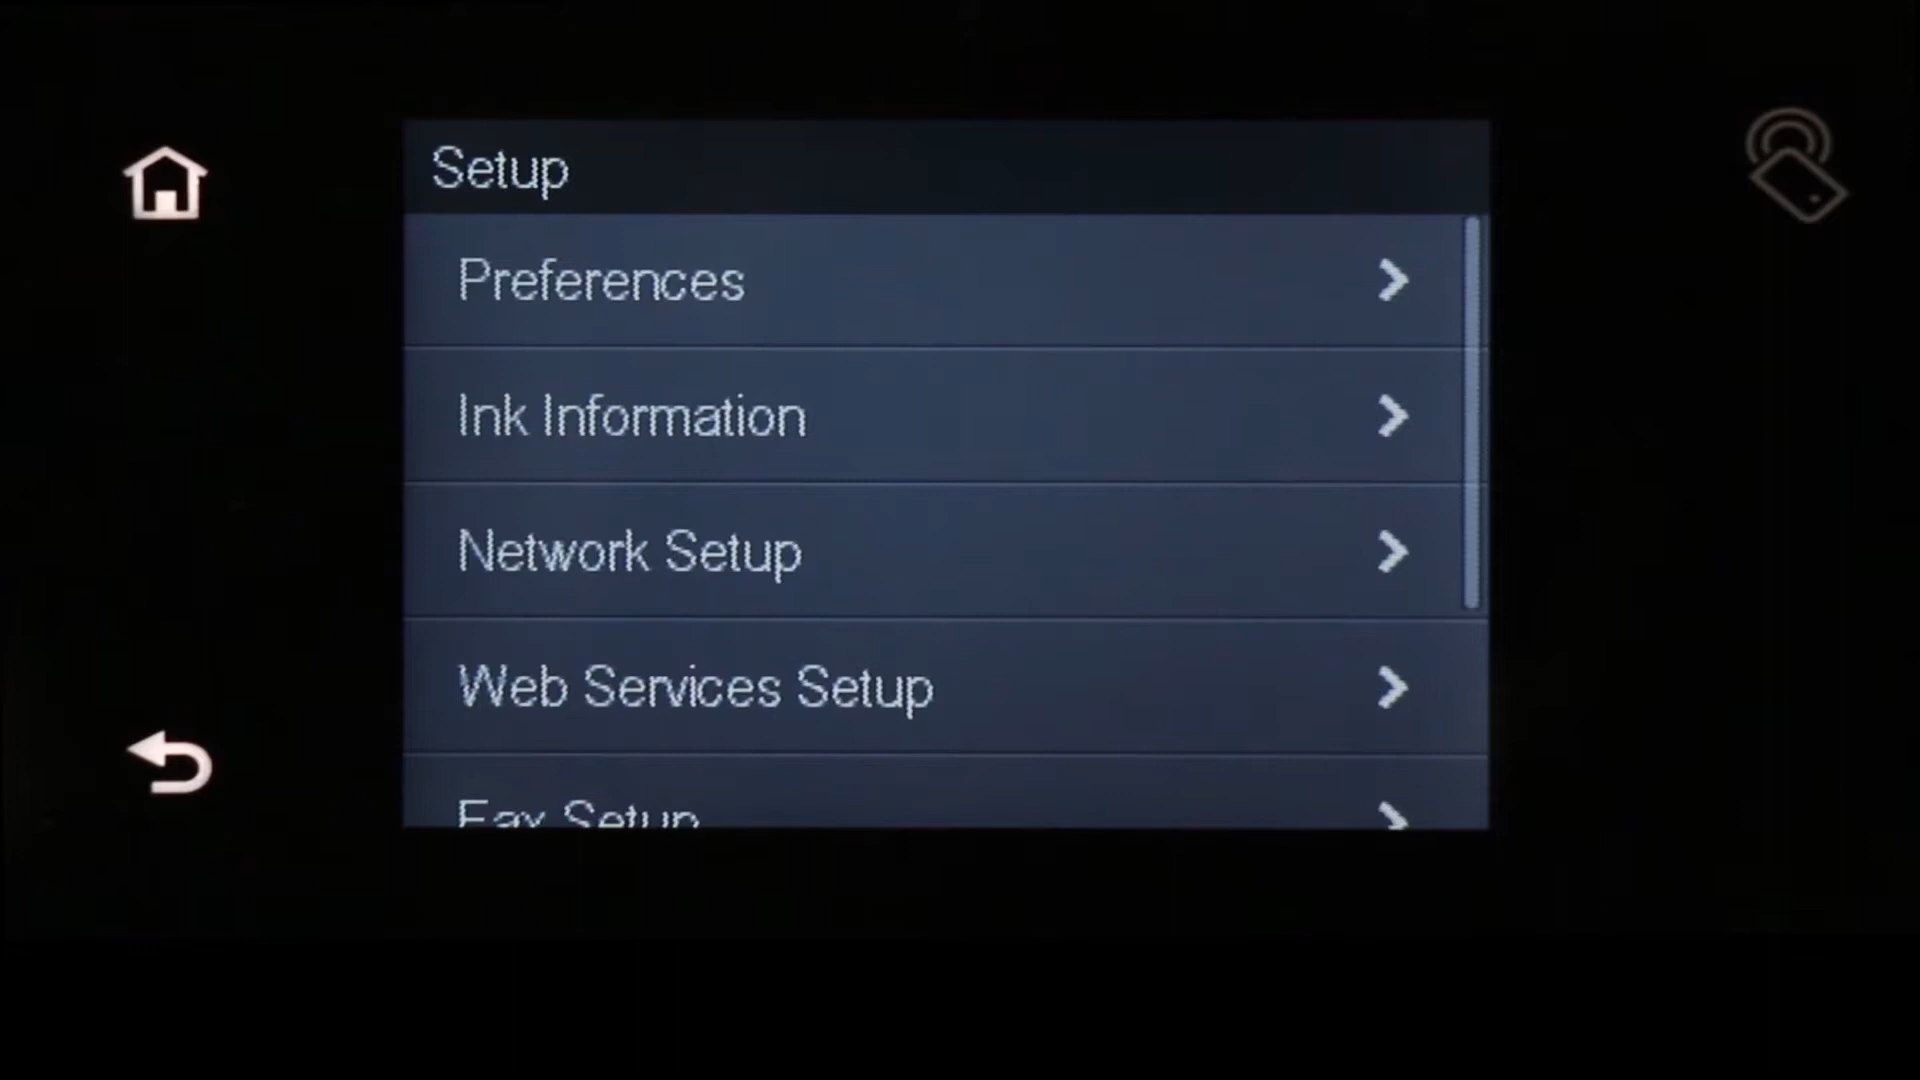 Setup
Preferences
Ink Information
Network Setup
Web Services Setup
Fax Setup